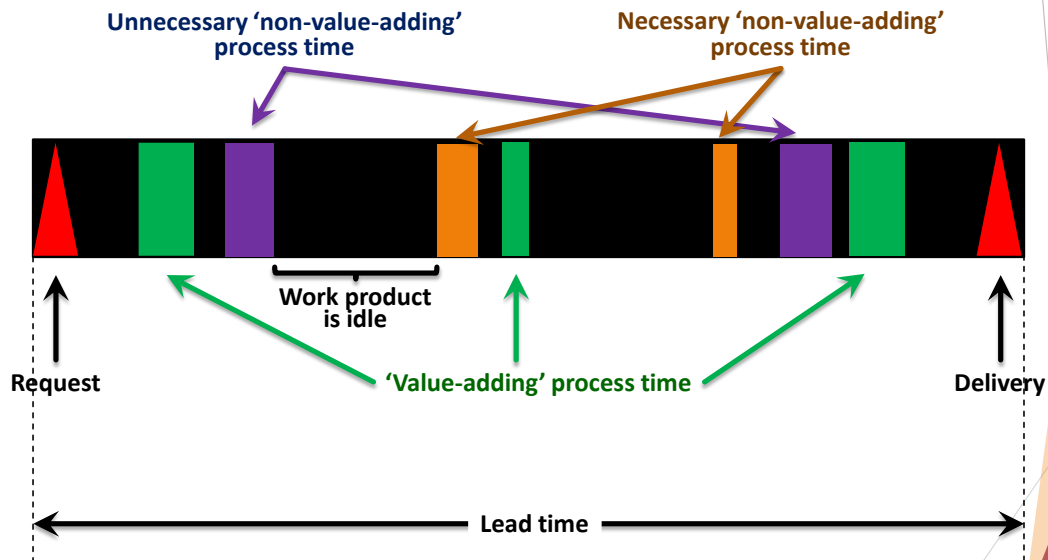 Unnecessary ‘non-value-adding’
process time
Necessary ‘non-value-adding’
process time
Work product
is idle
Request
‘Value-adding’ process time
Delivery
Lead time